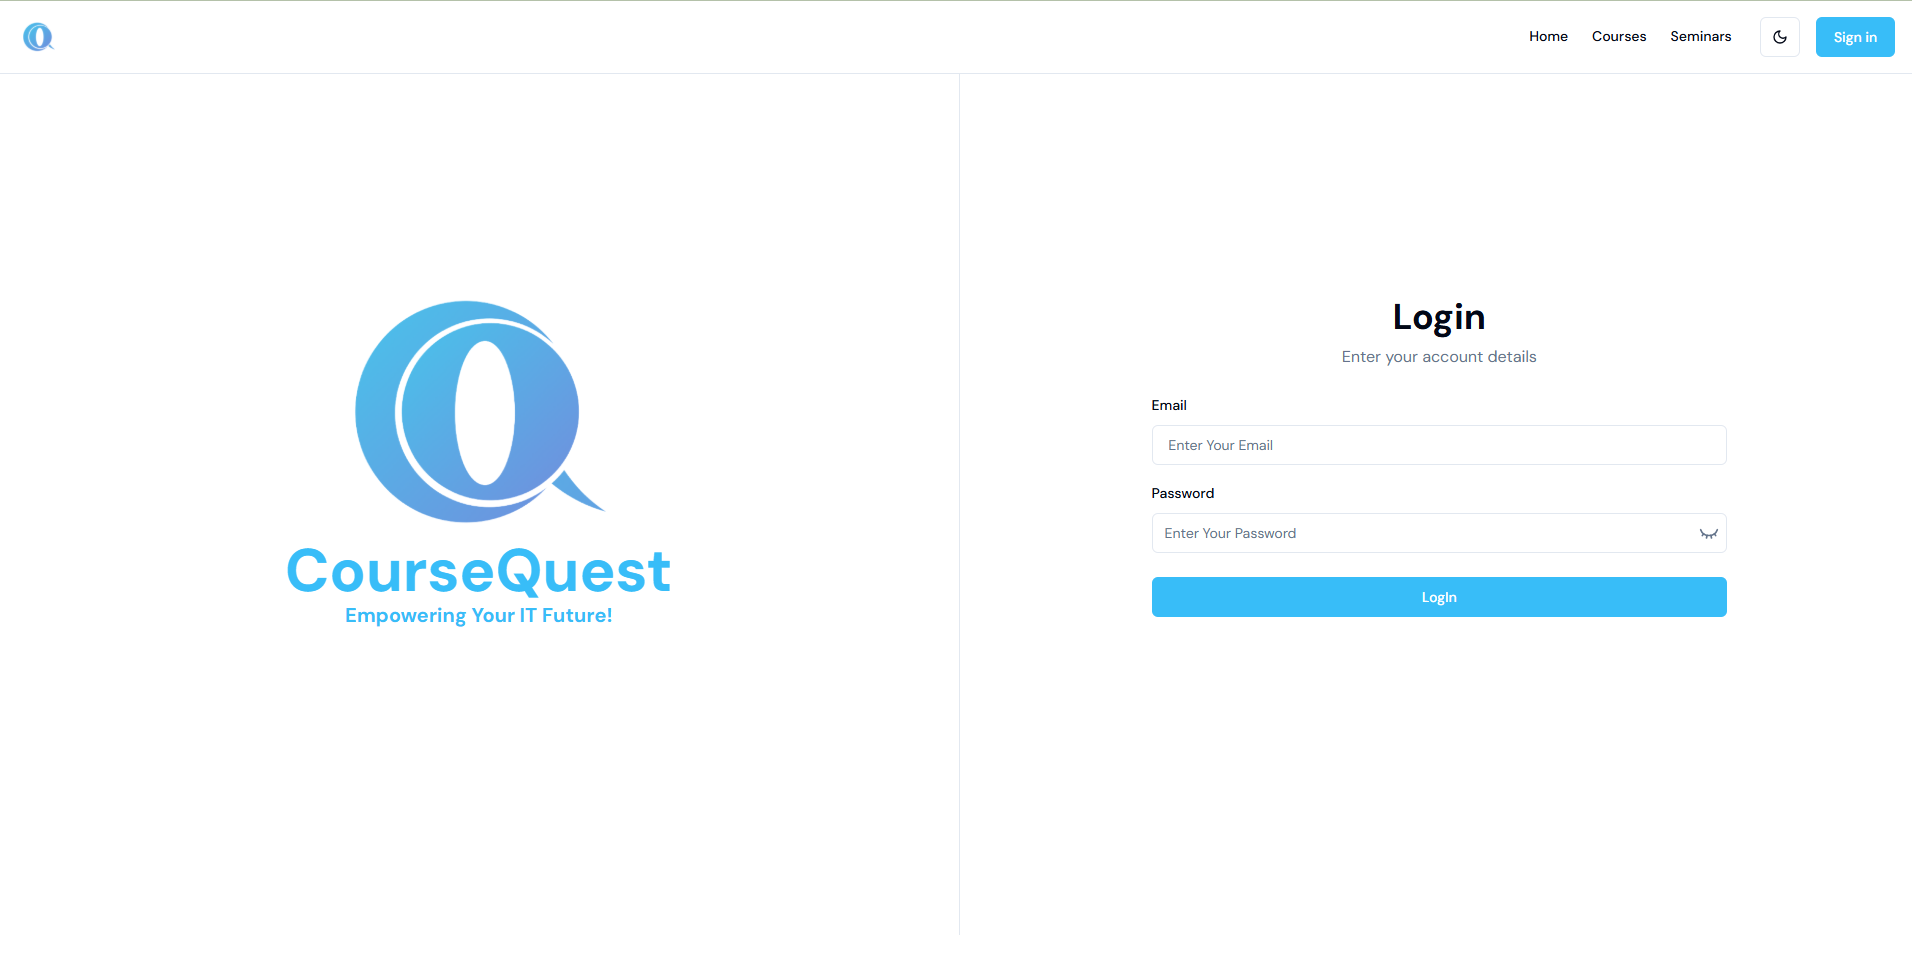 Home Courses Seminars Sign in
CourseQuest
Empowering Your IT Future!
Login
Enter your account details
Email
Enter Your Email
Password
Enter Your Password
LogIn